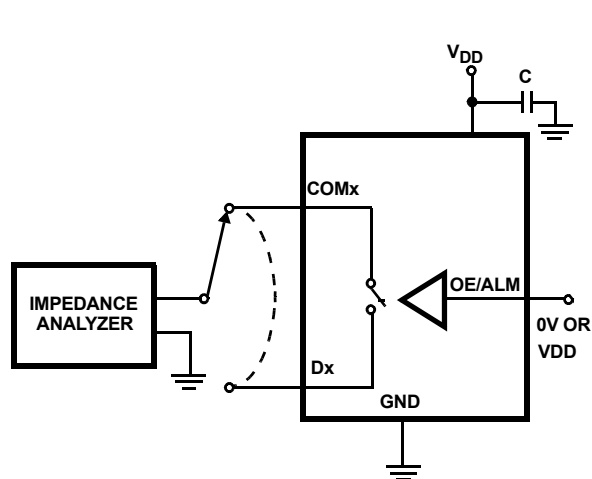 VDD
C
COMx
IMPEDANCE
ANALYZER
OE/ALM
0V OR
VDD
Dx
GND